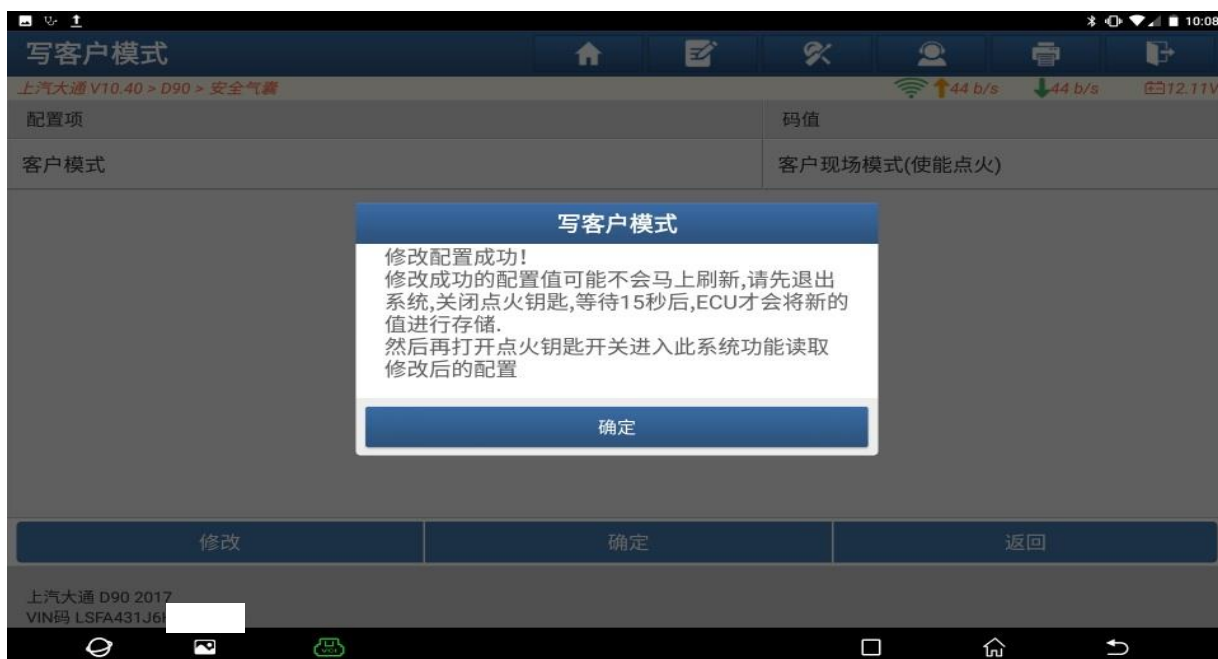 10:08
写客户模式
上汽大通 V10.40 > D90 > 安全气囊
44 b/s
44 b/s
12.11V
配置项
码值
客户模式
客户现场模式(使能点火)
写客户模式
修改配置成功!
修改成功的配置值可能不会马上刷新,请先退出
系统,关闭点火钥匙,等待15秒后,ECU才会将新的
值进行存储.
然后再打开点火钥匙开关进入此系统功能读取
修改后的配置
确定
修改
确定
返回
上汽大通 D90 2017
VIN码 LSFA431J6
VCI